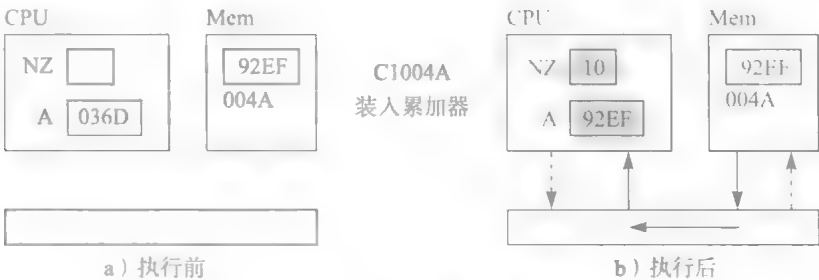 CPU
Mem
NZ
92EF
004A
A 036D
C1004A
装入累加器
CPU
Mem
NZ 10
92EF
004A
A 92EF
a）执行前
b）执行后